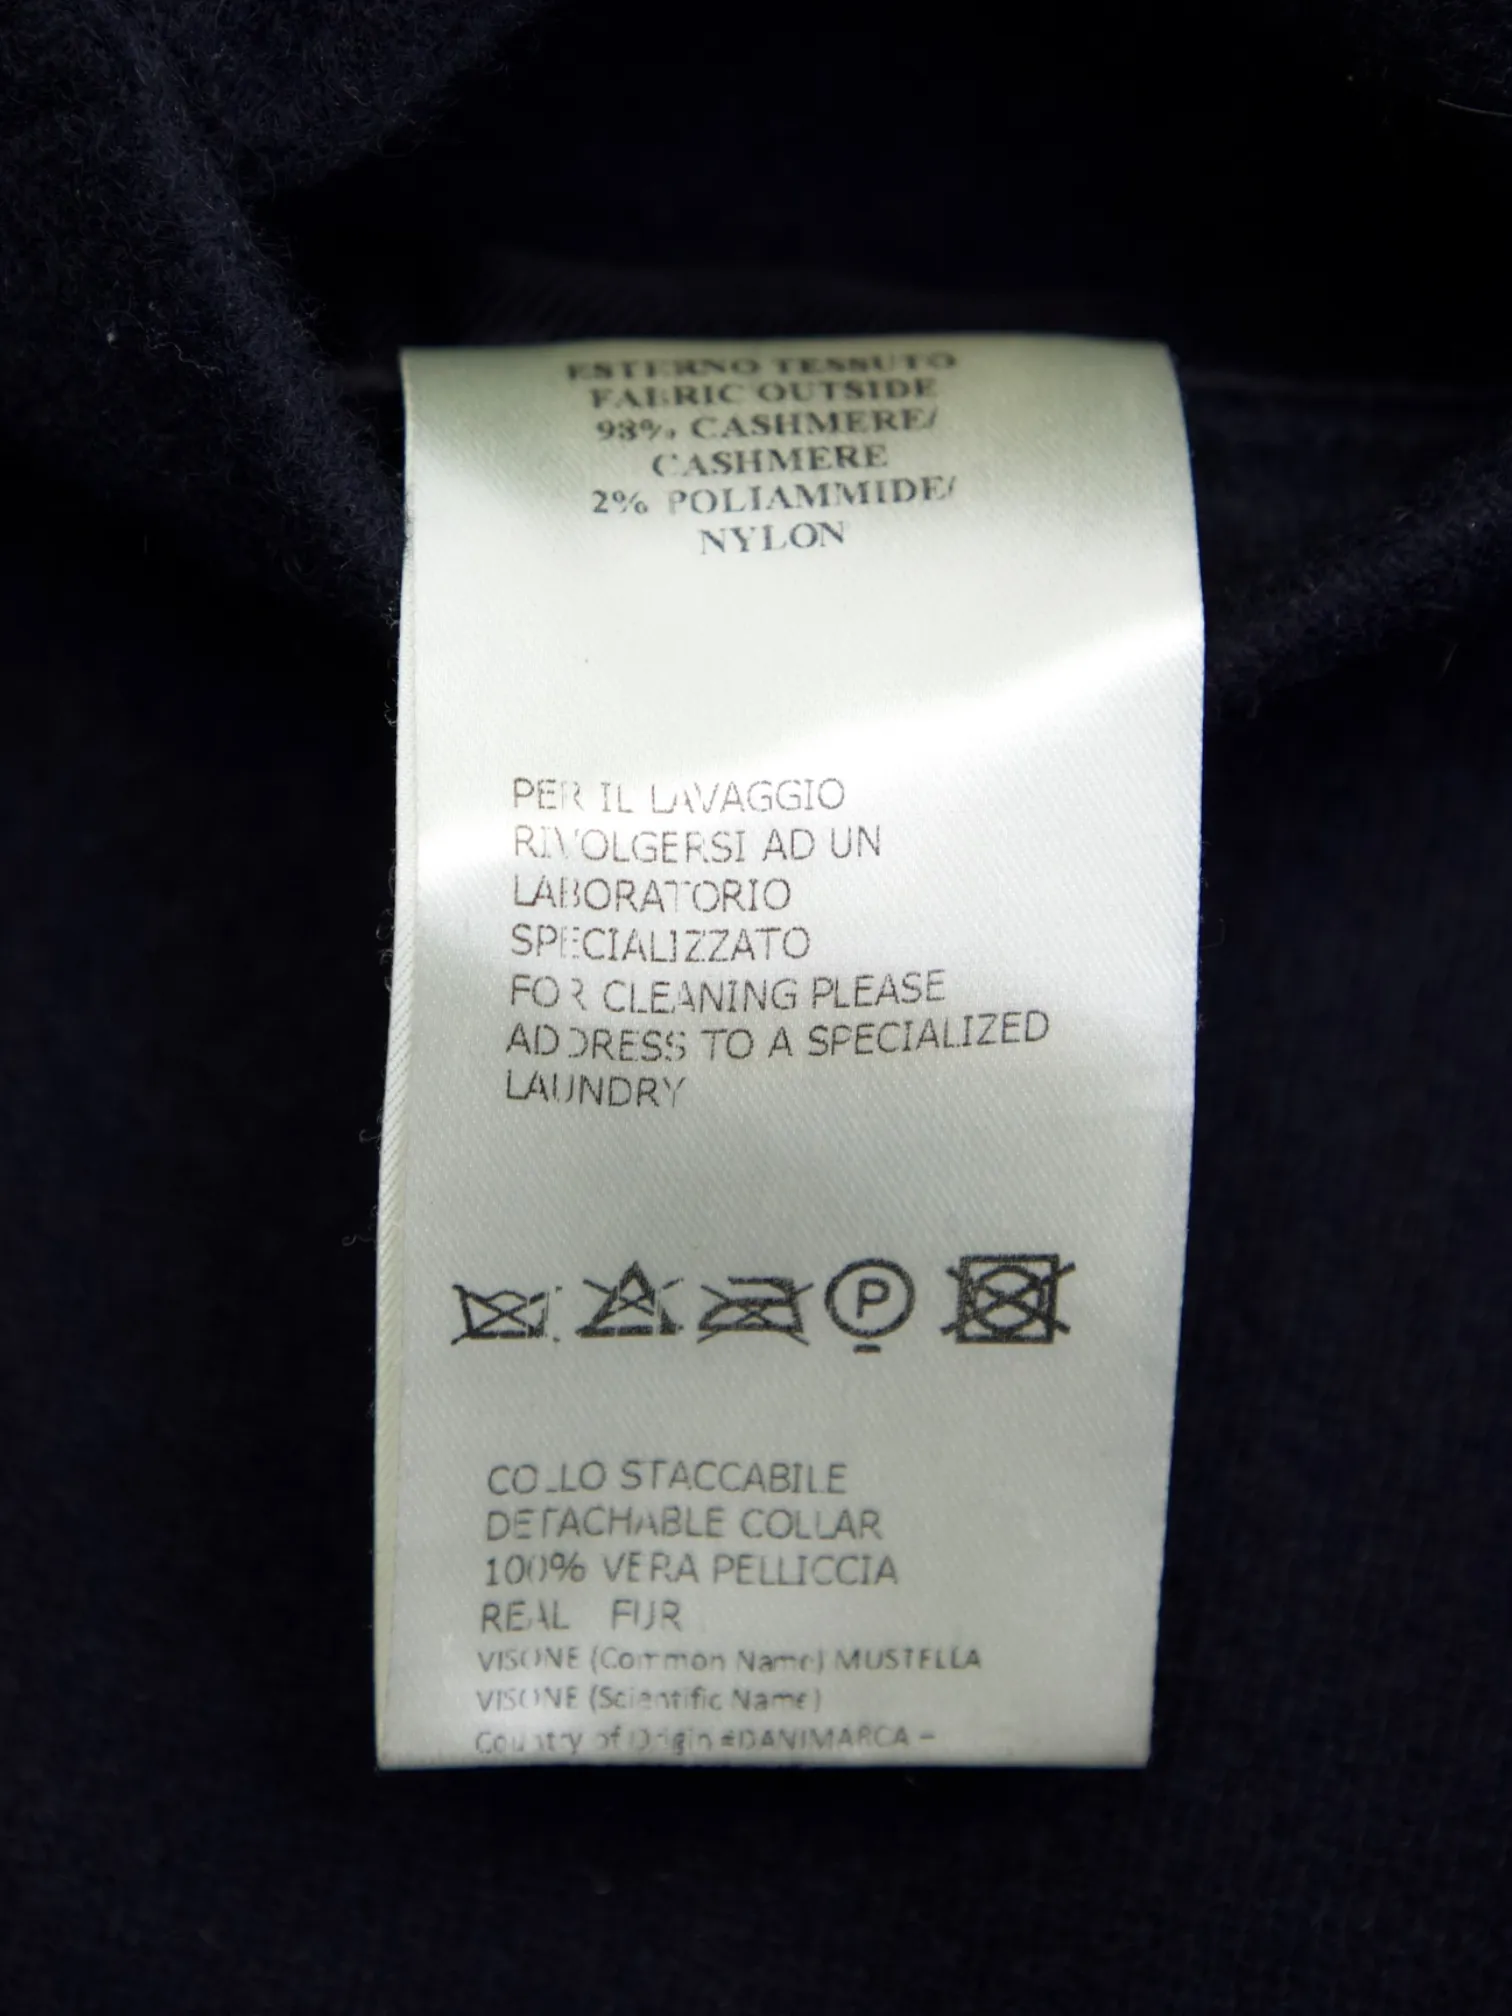 ESTERNO TESSUTO
FABRIC OUTSIDE
98% CASHMERE/
CASHMERE
2% POLIAMMIDE/
NYLON
PER IL LAVAGGIO
RIVOLGERSI AD UN
LABORATORIO
SPECIALIZZATO
FOR CLEANING PLEASE
ADDRESS TO A SPECIALIZED
LAUNDRY
P
COLLO STACCABILE
DETACHABLE COLLAR
100% VERA PELLICCIA
REAL FUR
VISONE (Common Name) MUSTELLA
VISONE (Scientific Name)
Country of Origin =DANIMARCA –